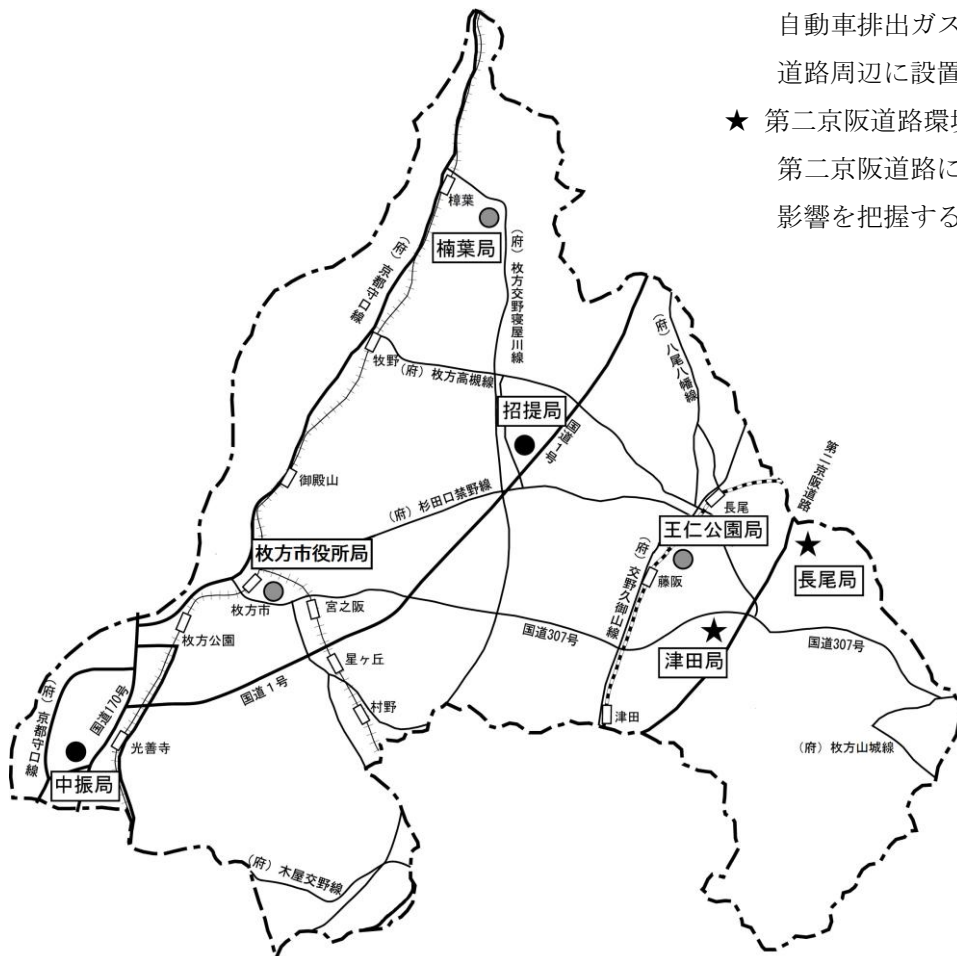 自動車排出ガス
道路周辺に設置
★ 第二京阪道路環境
第二京阪道路に
影響を把握する
樟葉
楠葉局
(府)京都守口線
(府)枚方交野寝屋川線
牧野
(府)枚方高槻線
(府)八尾八幡線
招提局
国道1号
第二京阪道路
御殿山
(府)杉田口禁野線
長尾
王仁公園局
枚方市役所局
藤阪
長尾局
枚方市
宮之阪
(府)交野久御山線
枚方公園
国道307号
津田局
国道307号
星ヶ丘
国道1号
(府)京都守口線
国道170号
村野
津田
光善寺
(府)枚方山城線
中振局
(府)木屋交野線